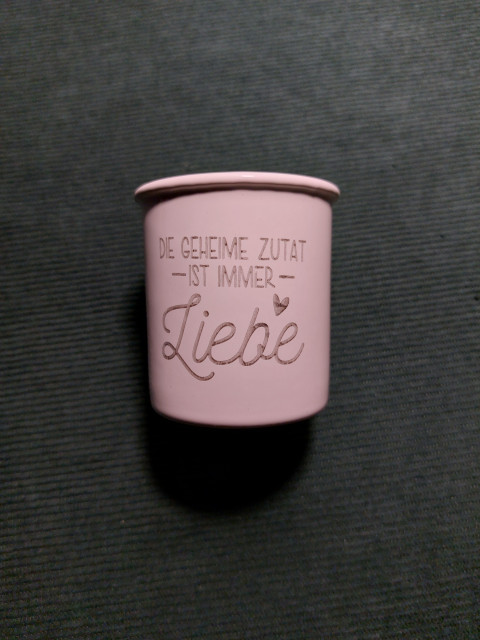 DIE GEHEIME ZUTAT
– IST IMMER –
Liebe